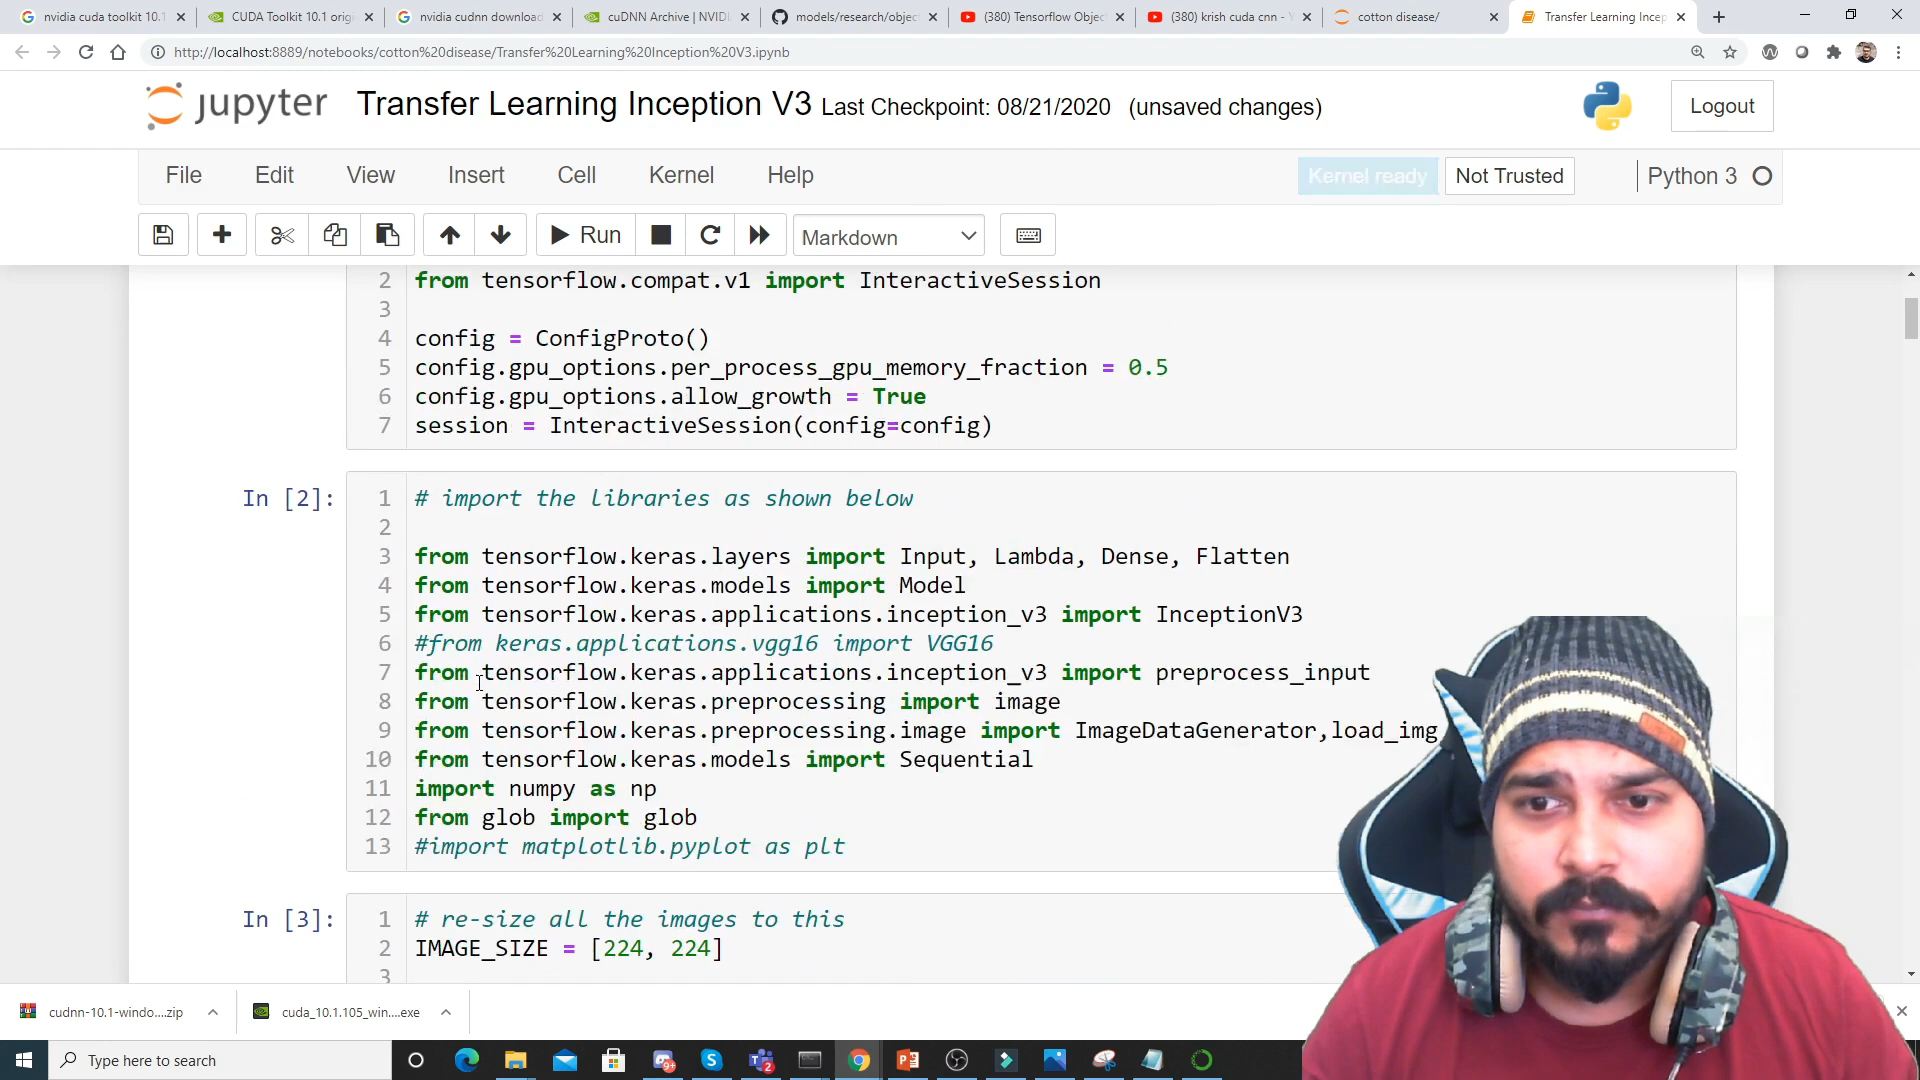 nvidia cuda toolkit 10.1
CUDA Toolkit 10.1 origi
nvidia cudnn download
cuDNN Archive | NVIDI
models/research/objec
(380) Tensorflow Objec
(380) krish cuda cnn - Y
cotton disease/
Transfer Learning Incep
http://localhost:8889/notebooks/cotton%20disease/Transfer%20Learning%20Inception%20V3.ipynb
jupyter Transfer Learning Inception V3 Last Checkpoint: 08/21/2020 (unsaved changes)
Logout
File Edit View Insert Cell Kernel Help
Kernel ready
Not Trusted
Python 3
Run
Markdown
2 from tensorflow.compat.v1 import InteractiveSession
3
4 config = ConfigProto()
5 config.gpu_options.per_process_gpu_memory_fraction = 0.5
6 config.gpu_options.allow_growth = True
7 session = InteractiveSession(config=config)
In [2]:
1 # import the libraries as shown below
2
3 from tensorflow.keras.layers import Input, Lambda, Dense, Flatten
4 from tensorflow.keras.models import Model
5 from tensorflow.keras.applications.inception_v3 import InceptionV3
6 #from keras.applications.vgg16 import VGG16
7 from tensorflow.keras.applications.inception_v3 import preprocess_input
8 from tensorflow.keras.preprocessing import image
9 from tensorflow.keras.preprocessing.image import ImageDataGenerator,load_img
10 from tensorflow.keras.models import Sequential
11 import numpy as np
12 from glob import glob
13 #import matplotlib.pyplot as plt
In [3]:
1 # re-size all the images to this
2 IMAGE_SIZE = [224, 224]
3
cudnn-10.1-windo....zip
cuda_10.1.105_win....exe
Type here to search